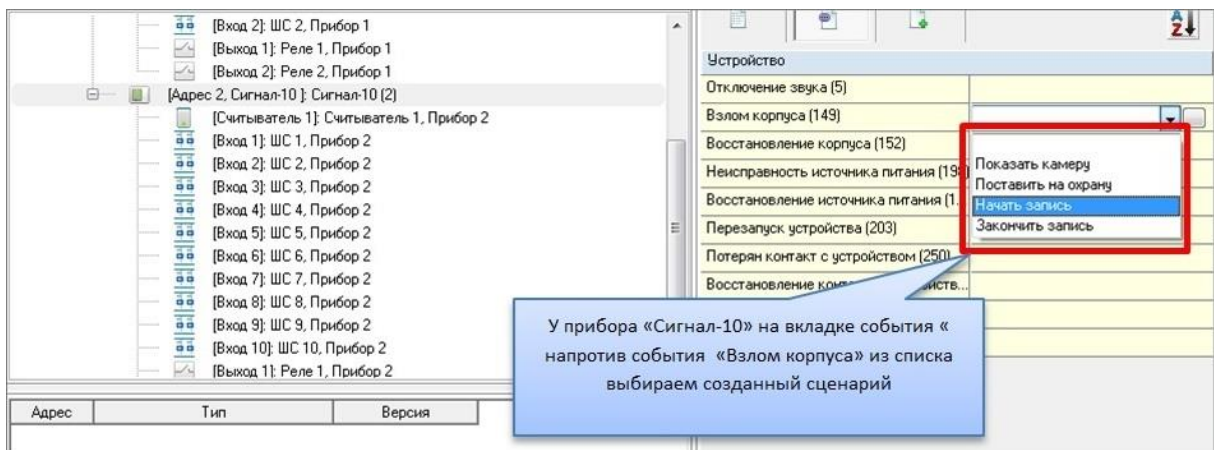 [Вход 2]: ШС 2, Прибор 1
[Выход 1]: Реле 1, Прибор 1
[Выход 2]: Реле 2, Прибор 1
[Адрес 2, Сигнал-10 ]: Сигнал-10 (2)
[Считыватель 1]: Считыватель 1, Прибор 2
[Вход 1]: ШС 1, Прибор 2
[Вход 2]: ШС 2, Прибор 2
[Вход 3]: ШС 3, Прибор 2
[Вход 4]: ШС 4, Прибор 2
[Вход 5]: ШС 5, Прибор 2
[Вход 6]: ШС 6, Прибор 2
[Вход 7]: ШС 7, Прибор 2
[Вход 8]: ШС 8, Прибор 2
[Вход 9]: ШС 9, Прибор 2
[Вход 10]: ШС 10, Прибор 2
[Выход 1]: Реле 1, Прибор 2
Адрес Тип Версия
A
Z
Устройство
Отключение звука (5)
Взлом корпуса (149)
Восстановление корпуса (152)
Неисправность источника питания (198
Восстановление источника питания (1...
Перезапуск устройства (203)
Потерян контакт с устройством (250)
Восстановление
Показать камеру
Поставить на охрану
Начать запись
Закончить запись
У прибора «Сигнал-10» на вкладке события «
напротив события «Взлом корпуса» из списка
выбираем созданный сценарий